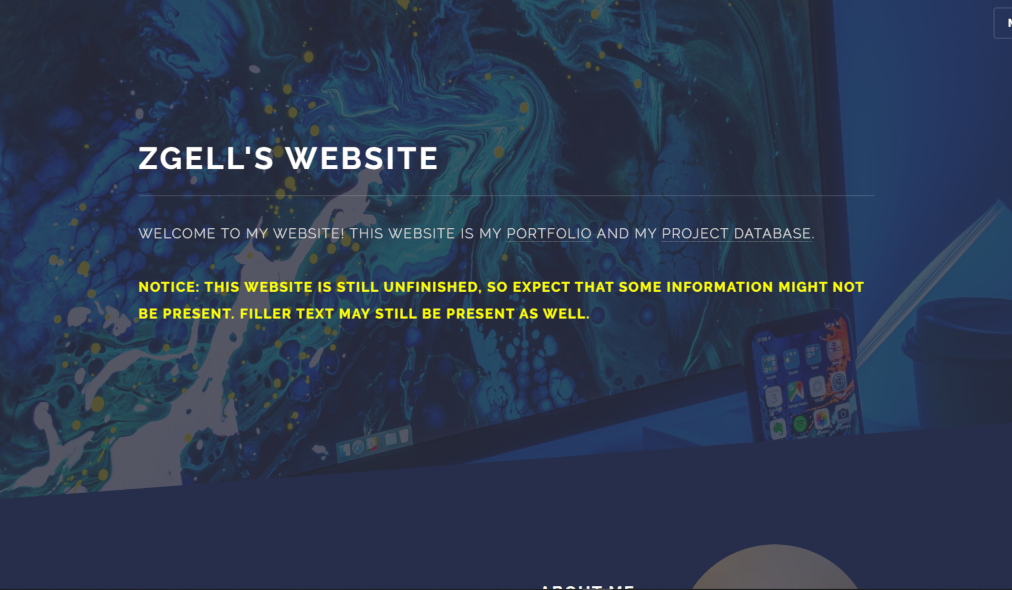 ZGELL'S WEBSITE
WELCOME TO MY WEBSITE! THIS WEBSITE IS MY PORTFOLIO AND MY PROJECT DATABASE.
NOTICE: THIS WEBSITE IS STILL UNFINISHED, SO EXPECT THAT SOME INFORMATION MIGHT NOT
BE PRESENT. FILLER TEXT MAY STILL BE PRESENT AS WELL.
ABOUT ME